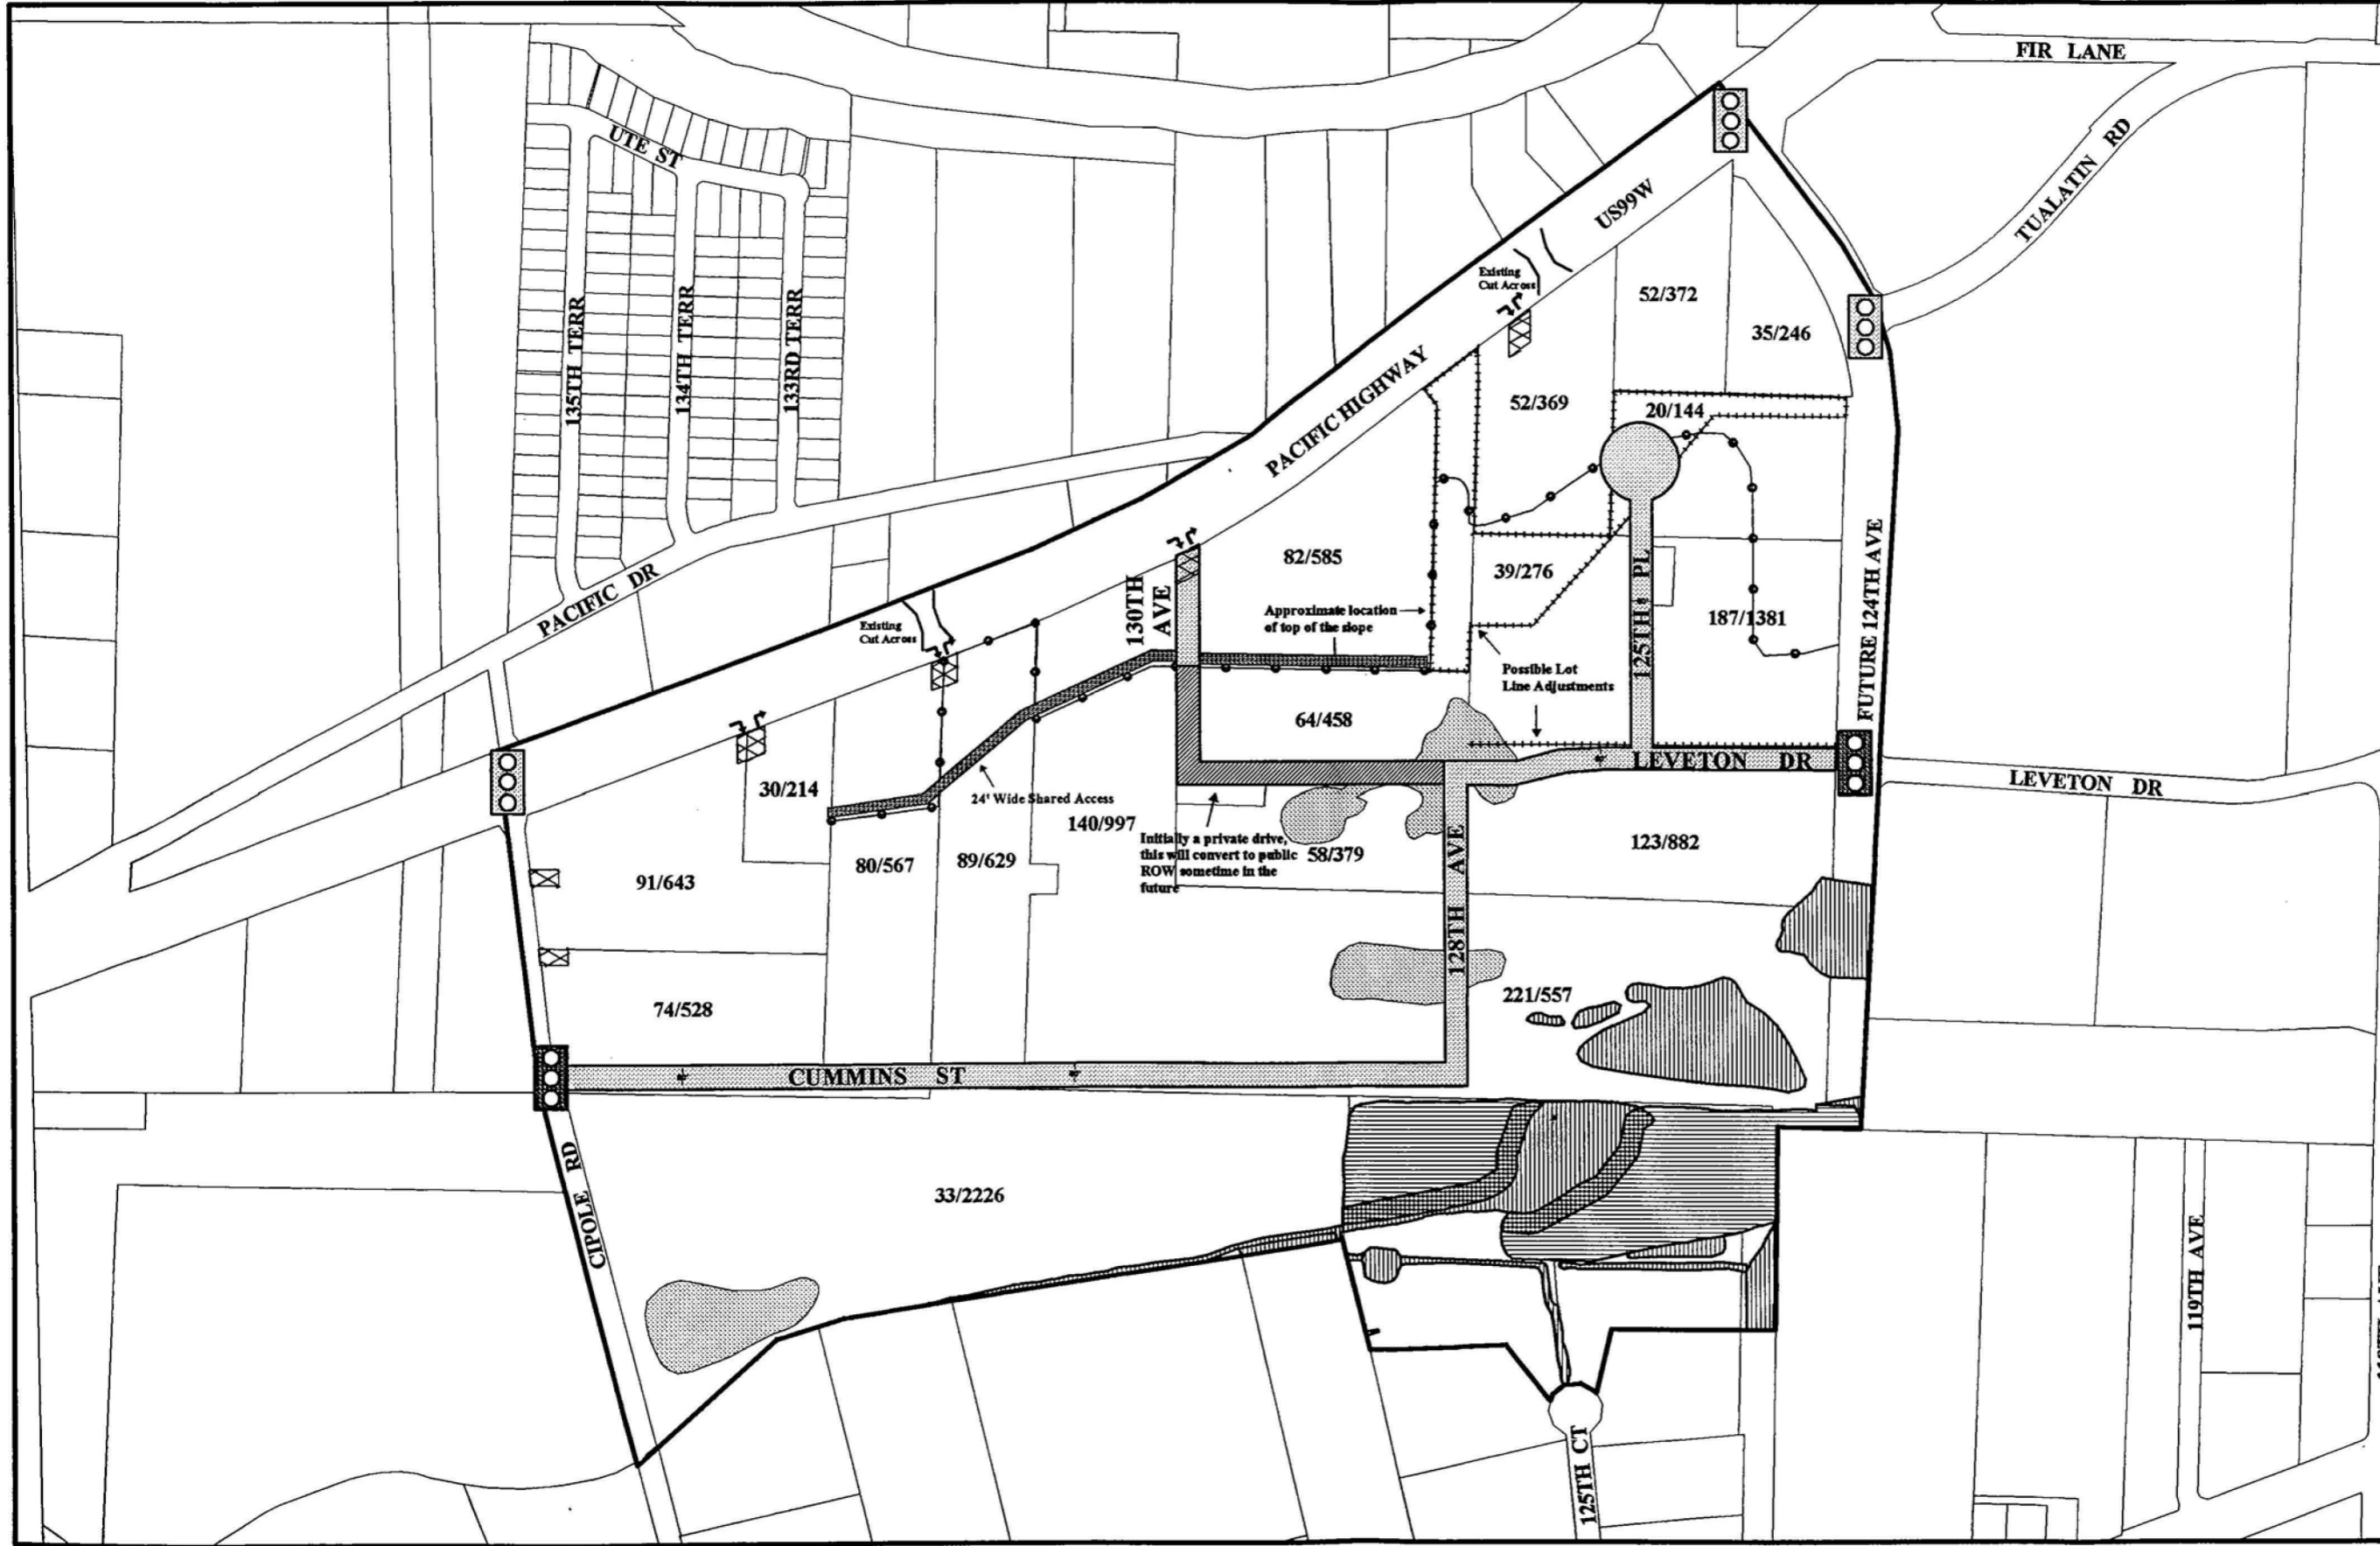 FIR LANE
UTE ST
TUALATIN RD
US99W
Existing
Cut Across
52/372
35/246
135TH TERR
134TH TERR
133RD TERR
PACIFIC HIGHWAY
52/369
20/144
PACIFIC DR
Existing
Cut Across
130TH
AVE
82/585
39/276
Approximate location
of top of the slope
125TH PL
187/1381
FUTURE 124TH AVE
Possible Lot
Line Adjustments
64/458
LEVETON DR
LEVETON DR
30/214
24' Wide Shared Access
140/997
Initially a private drive,
this will convert to public
ROW sometime in the
future
58/379
123/882
91/643
80/567
89/629
128TH AVE
74/528
221/557
CUMMINS ST
CIPOLE RD
33/2226
119TH AVE
125TH CT